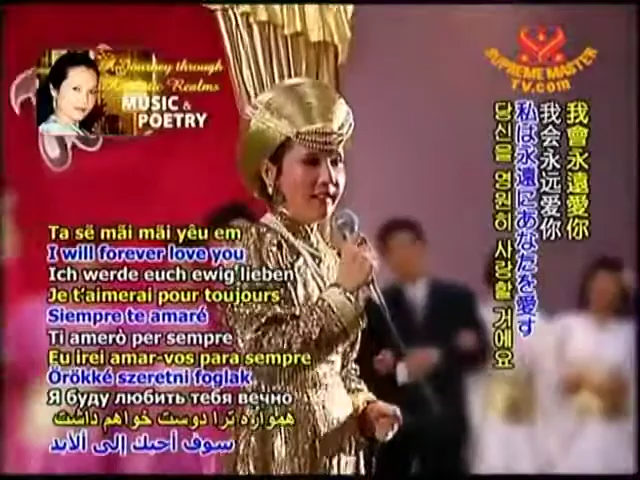 A Journey through
Aesthetic Realms
MUSIC &
POETRY
SUPREME MASTER
TV.com
Ta sẽ mãi mãi yêu em
I will forever love you
Ich werde euch ewig lieben
Je t'aimerai pour toujours
Siempre te amaré
Ti amerò per sempre
Eu irei amar-vos para sempre
Örökké szeretni foglak
Я буду любить тебя вечно
همواره ترا دوست خواهم داشت
سوف أحبك إلى ألأبد
我會永遠愛你
我会永远爱你
私は永遠にあなたを愛す
당신을 영원히 사랑할 거에요